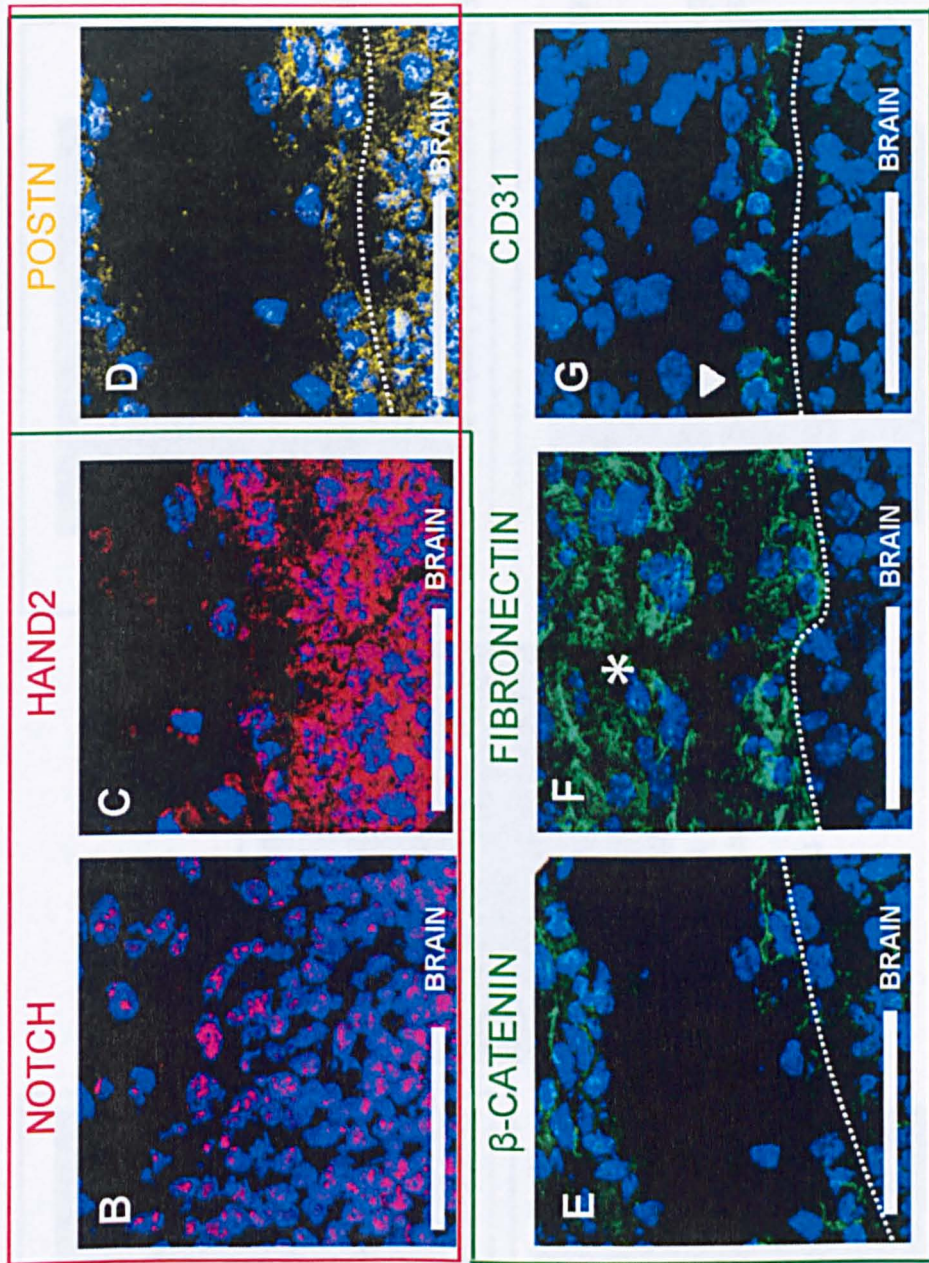 NOTCH HAND2 POSTN
B C D
BRAIN BRAIN BRAIN
β-CATENIN FIBRONECTIN CD31
E F G
*
BRAIN BRAIN BRAIN